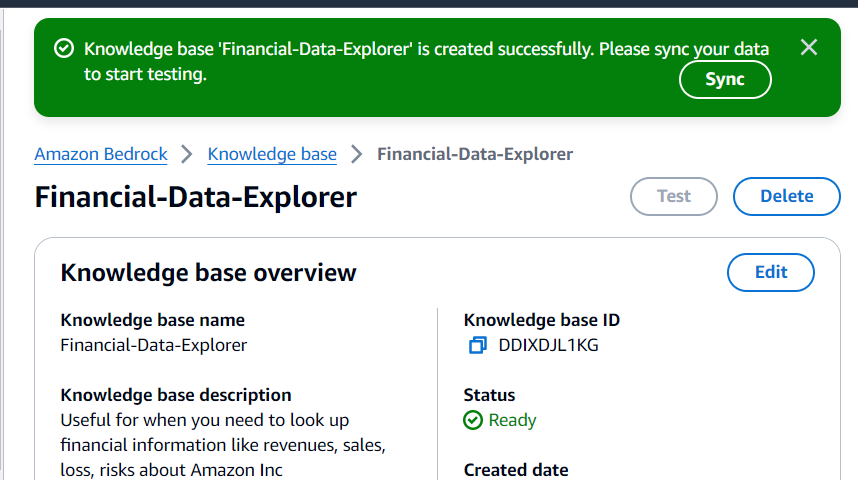 Knowledge base 'Financial-Data-Explorer' is created successfully. Please sync your data
to start testing.
Sync
Amazon Bedrock > Knowledge base > Financial-Data-Explorer
Financial-Data-Explorer
Test
Delete
Knowledge base overview
Edit
Knowledge base name
Financial-Data-Explorer
Knowledge base ID
DDIXDJL1KG
Knowledge base description
Useful for when you need to look up
financial information like revenues, sales,
loss, risks about Amazon Inc
Status
Ready
Created date